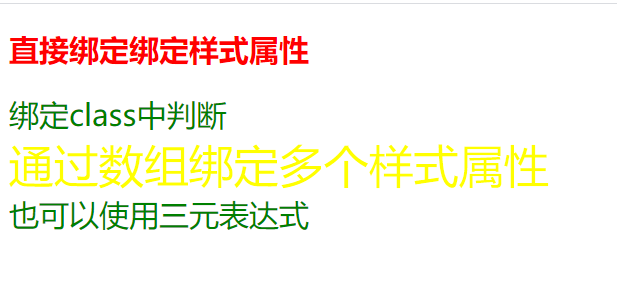 直接绑定绑定样式属性
绑定class中判断
通过数组绑定多个样式属性
也可以使用三元表达式